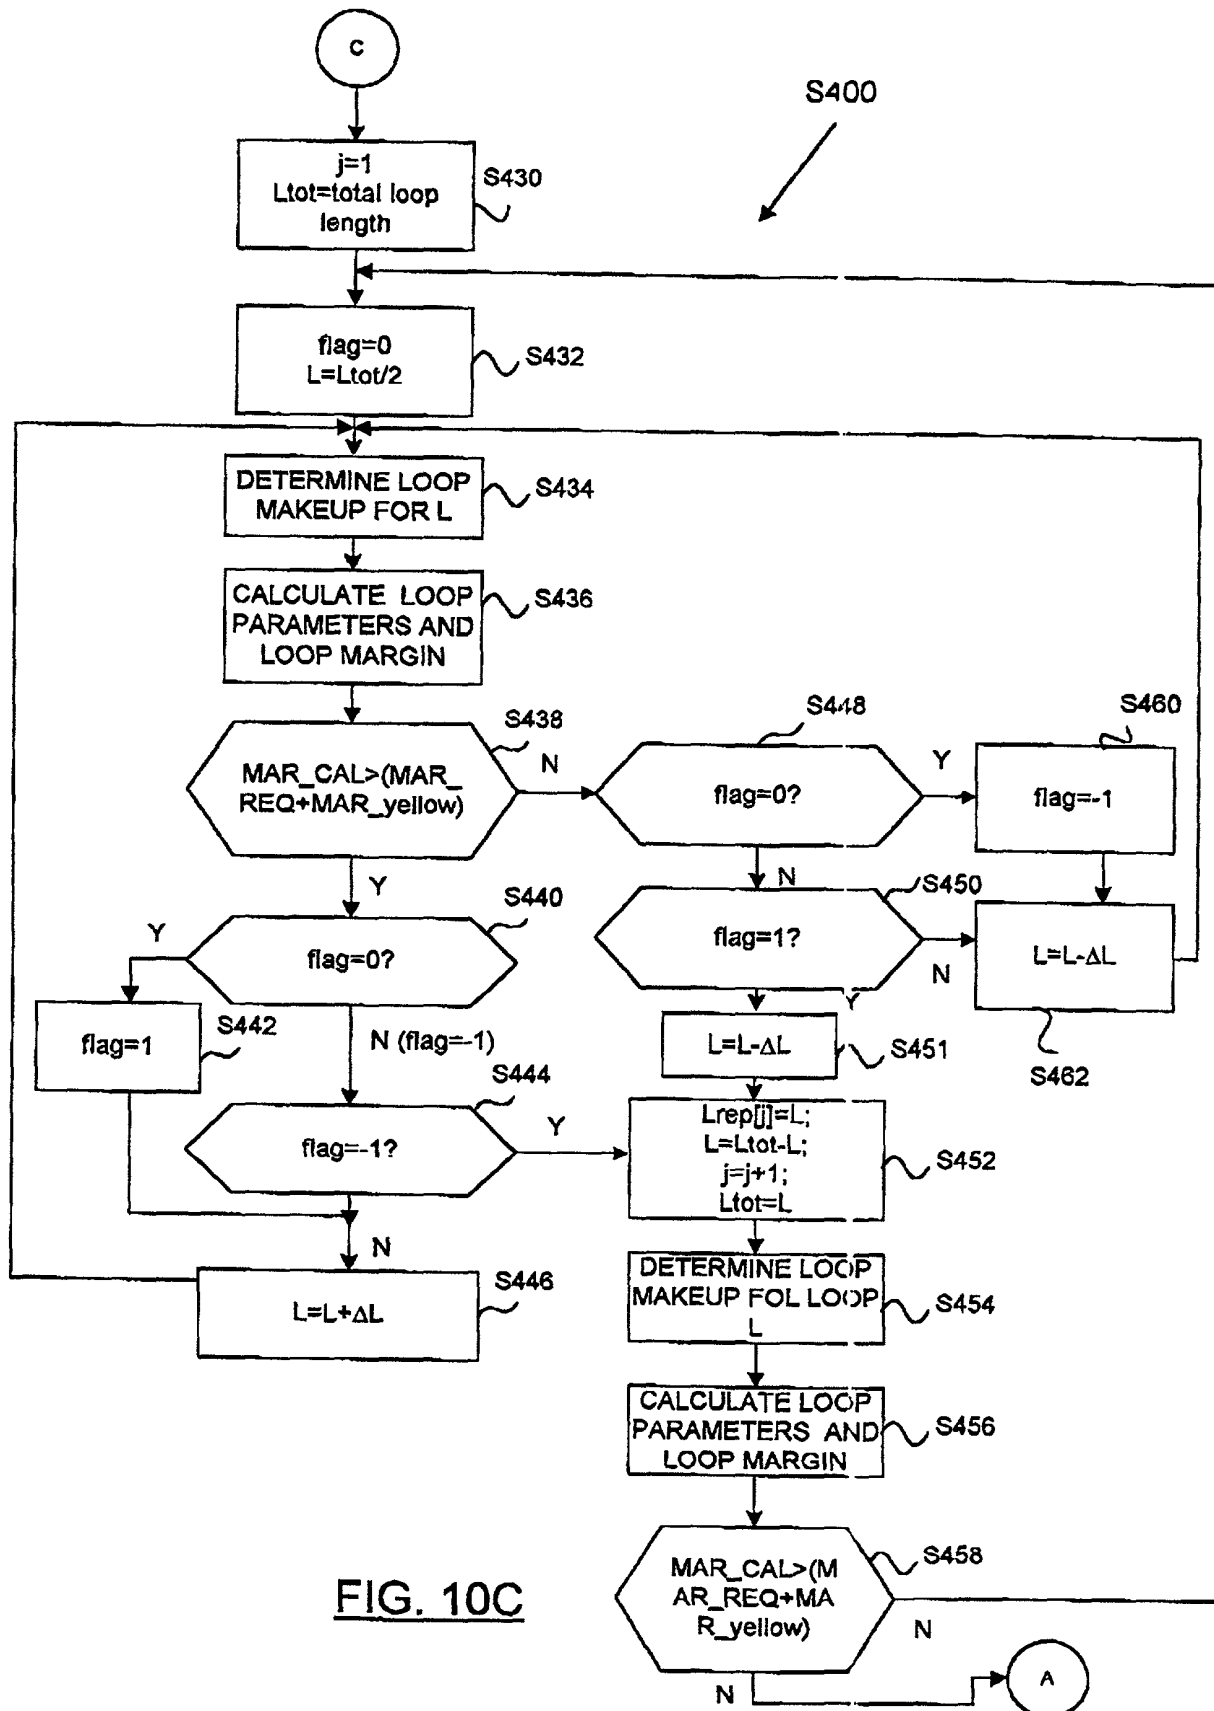 C
S400
j=1
Ltot=total loop
length
S430
flag=0
L=Ltot/2
S432
DETERMINE LOOP
MAKEUP FOR L
S434
CALCULATE LOOP
PARAMETERS AND
LOOP MARGIN
S436
MAR_CAL>(MAR_
REQ+MAR_yellow)
S438
N
flag=0?
S448
Y
flag=-1
S460
Y
N
flag=0?
S440
Y
flag=1?
S450
N
L=L-ΔL
S462
flag=1
S442
N (flag=-1)
Y
L=L-ΔL
S451
flag=-1?
S444
Y
Lrep[j]=L;
L=Ltot-L;
j=j+1;
Ltot=L
S452
N
L=L+ΔL
S446
DETERMINE LOOP
MAKEUP FOL LOOP
L
S454
CALCULATE LOOP
PARAMETERS AND
LOOP MARGIN
S456
MAR_CAL>(M
AR_REQ+MA
R_yellow)
S458
N
N
A
FIG. 10C